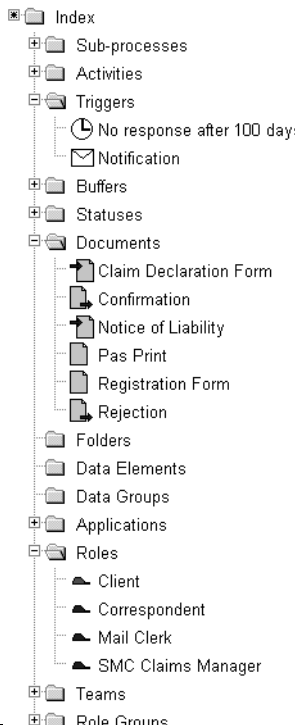 Index
Sub-processes
Activities
Triggers
No response after 100 days
Notification
Buffers
Statuses
Documents
Claim Declaration Form
Confirmation
Notice of Liability
Pas Print
Registration Form
Rejection
Folders
Data Elements
Data Groups
Applications
Roles
Client
Correspondent
Mail Clerk
SMC Claims Manager
Teams
Role Groups